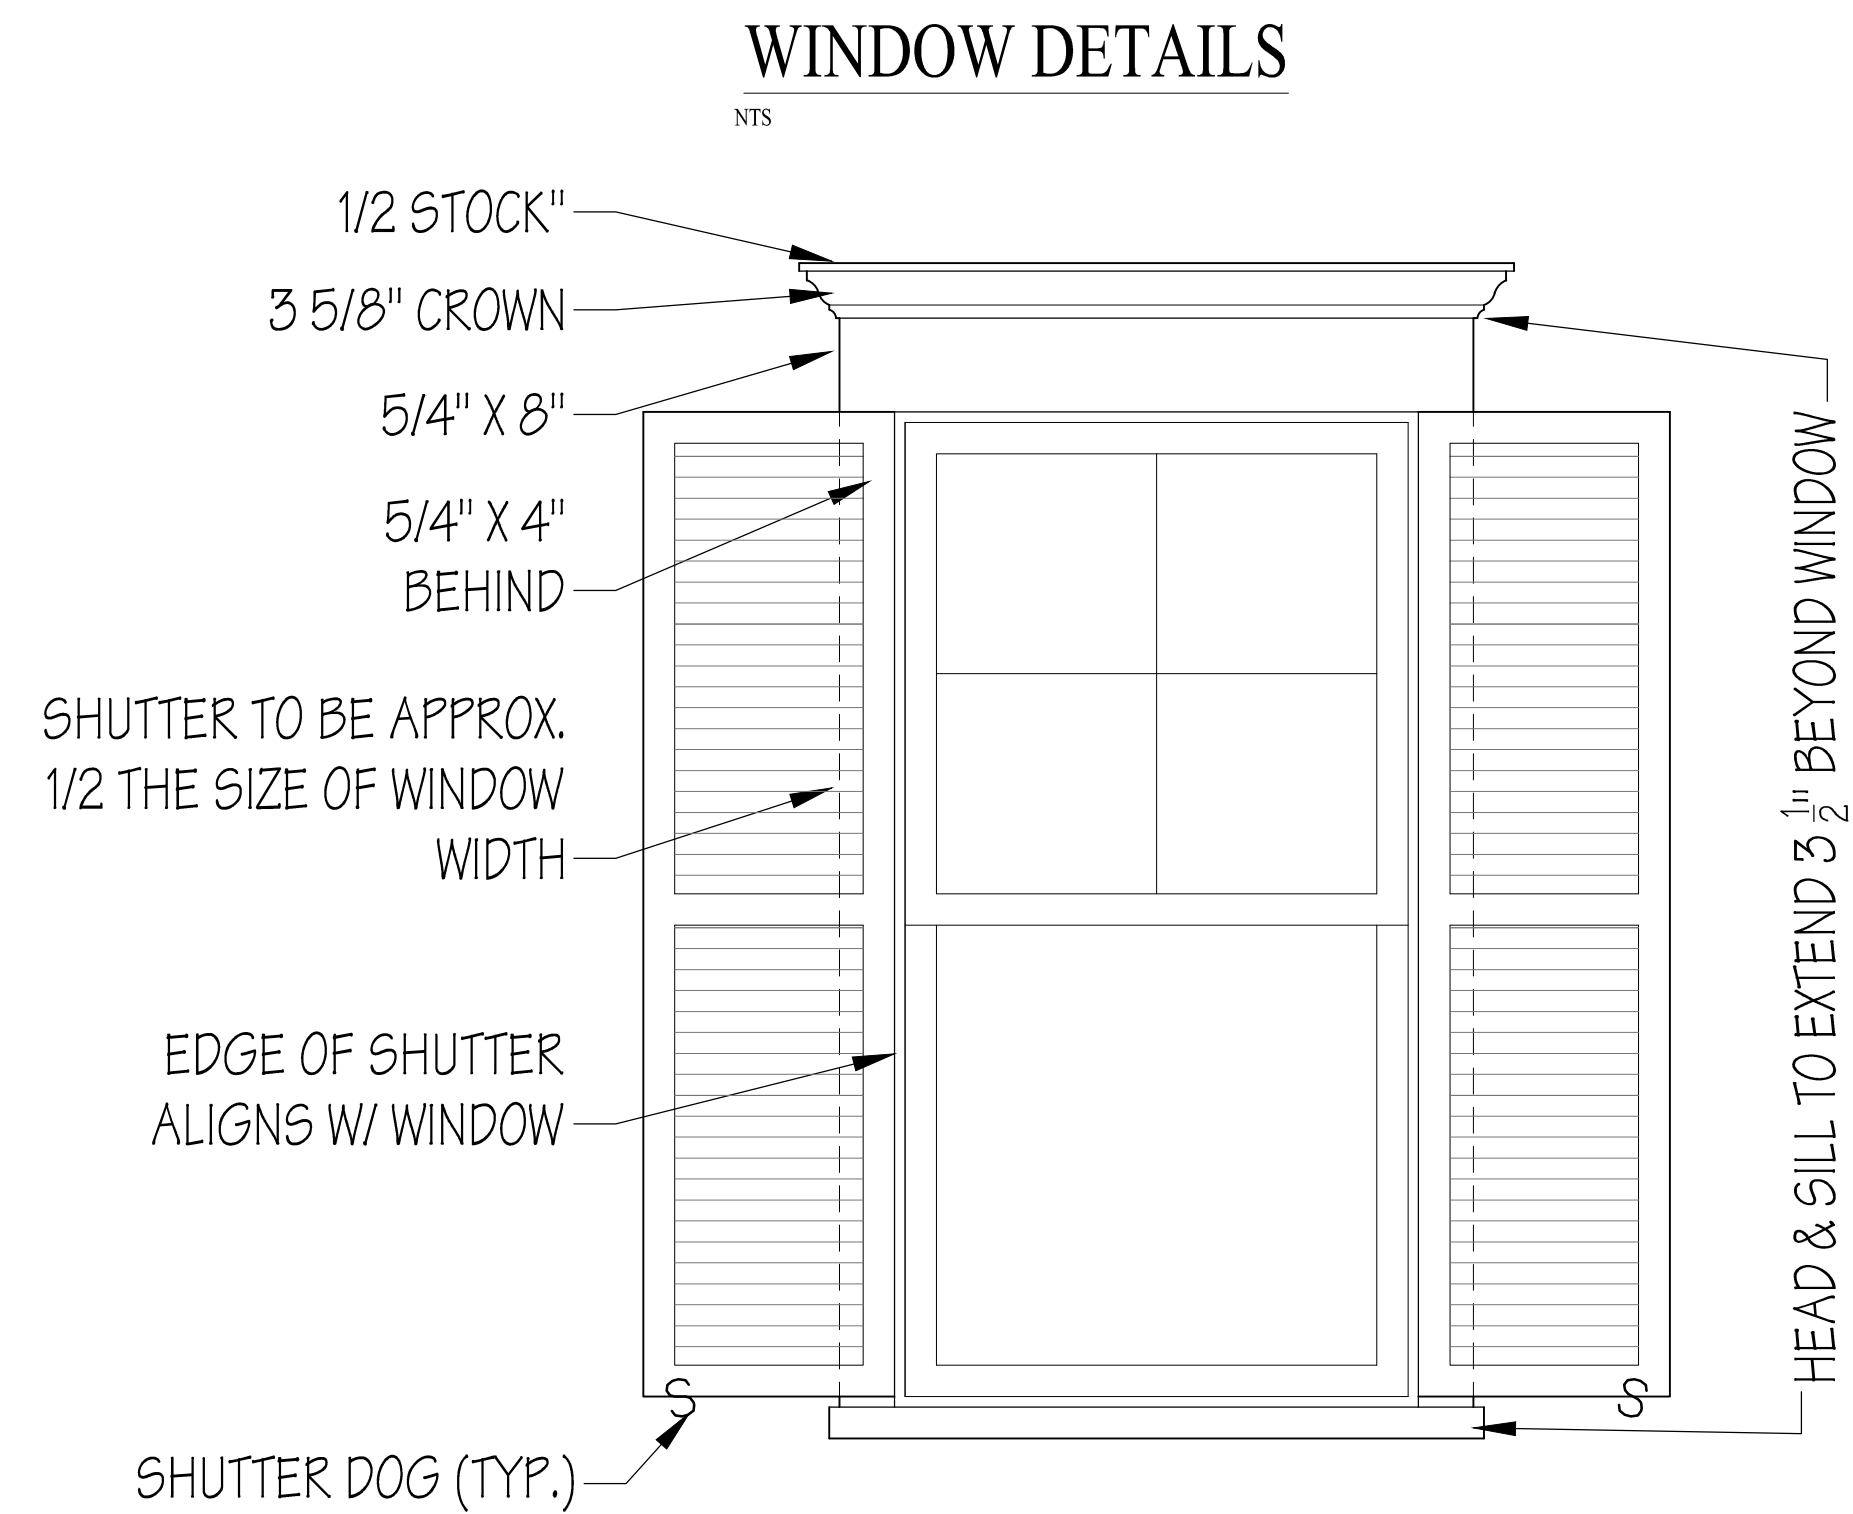 WINDOW DETAILS
NTS
1/2 STOCK"
3 5/8" CROWN
5/4" X 8"
5/4" X 4"
BEHIND
SHUTTER TO BE APPROX.
1/2 THE SIZE OF WINDOW
WIDTH
EDGE OF SHUTTER
ALIGNS W/ WINDOW
S
S
SHUTTER DOG (TYP.)
HEAD & SILL TO EXTEND 3 1/2" BEYOND WINDOW